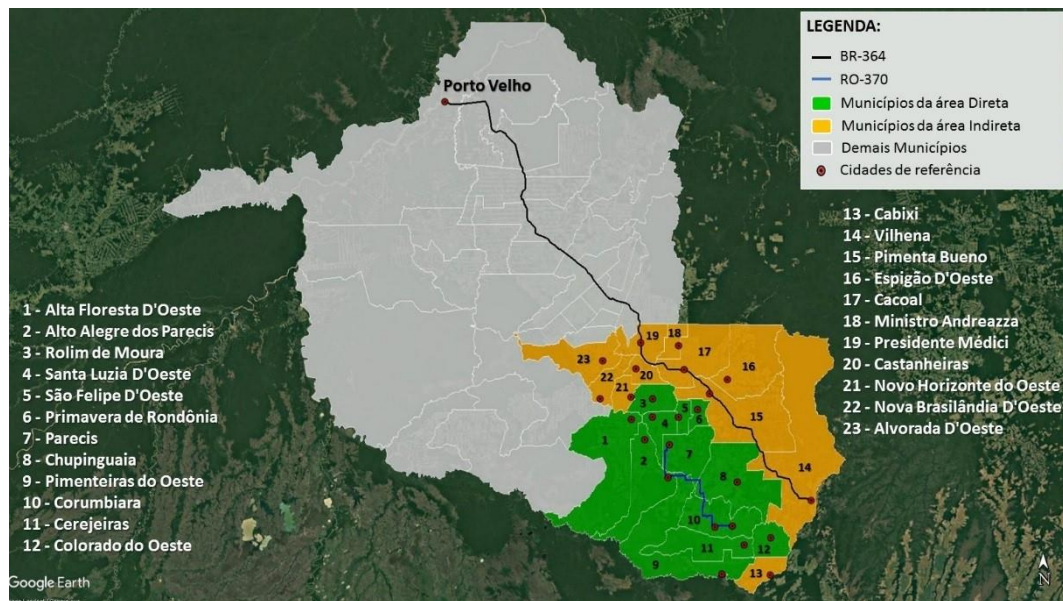 LEGENDA:
BR-364
RO-370
Municípios da área Direta
Municípios da área Indireta
Demais Municípios
Cidades de referência
Porto Velho
13 - Cabixi
14 - Vilhena
15 - Pimenta Bueno
16 - Espigão D'Oeste
17 - Cacoal
18 - Ministro Andreazza
19 - Presidente Médici
20 - Castanheiras
21 - Novo Horizonte do Oeste
22 - Nova Brasilândia D'Oeste
23 - Alvorada D'Oeste
1 - Alta Floresta D'Oeste
2 - Alto Alegre dos Parecis
3 - Rolim de Moura
4 - Santa Luzia D'Oeste
5 - São Felipe D'Oeste
6 - Primavera de Rondônia
7 - Parecis
8 - Chupinguaia
9 - Pimenteiras do Oeste
10 - Corumbiara
11 - Cerejeiras
12 - Colorado do Oeste
19
18
17
23
20
16
22
21
3
5
6
15
4
1
2
7
8
14
10
11
12
9
13
N
Google Earth